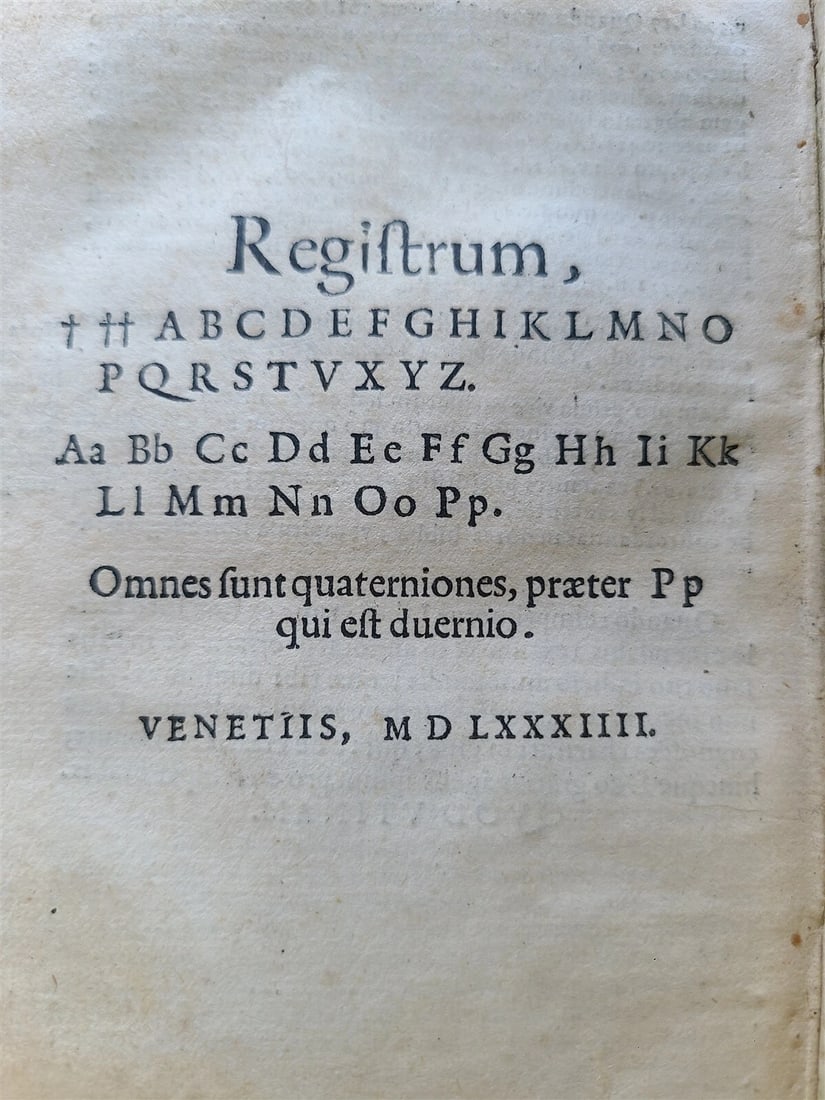 Regiſtrum,
† †† A B C D E F G H I K L M N O
P Q R S T V X Y Z.
Aa Bb Cc Dd Ee Ff Gg Hh Ii Kk
Ll Mm Nn Oo Pp.
Omnes ſunt quaterniones, præter Pp
qui eſt duernio.
VENETIIS, M D LXXXIIII.